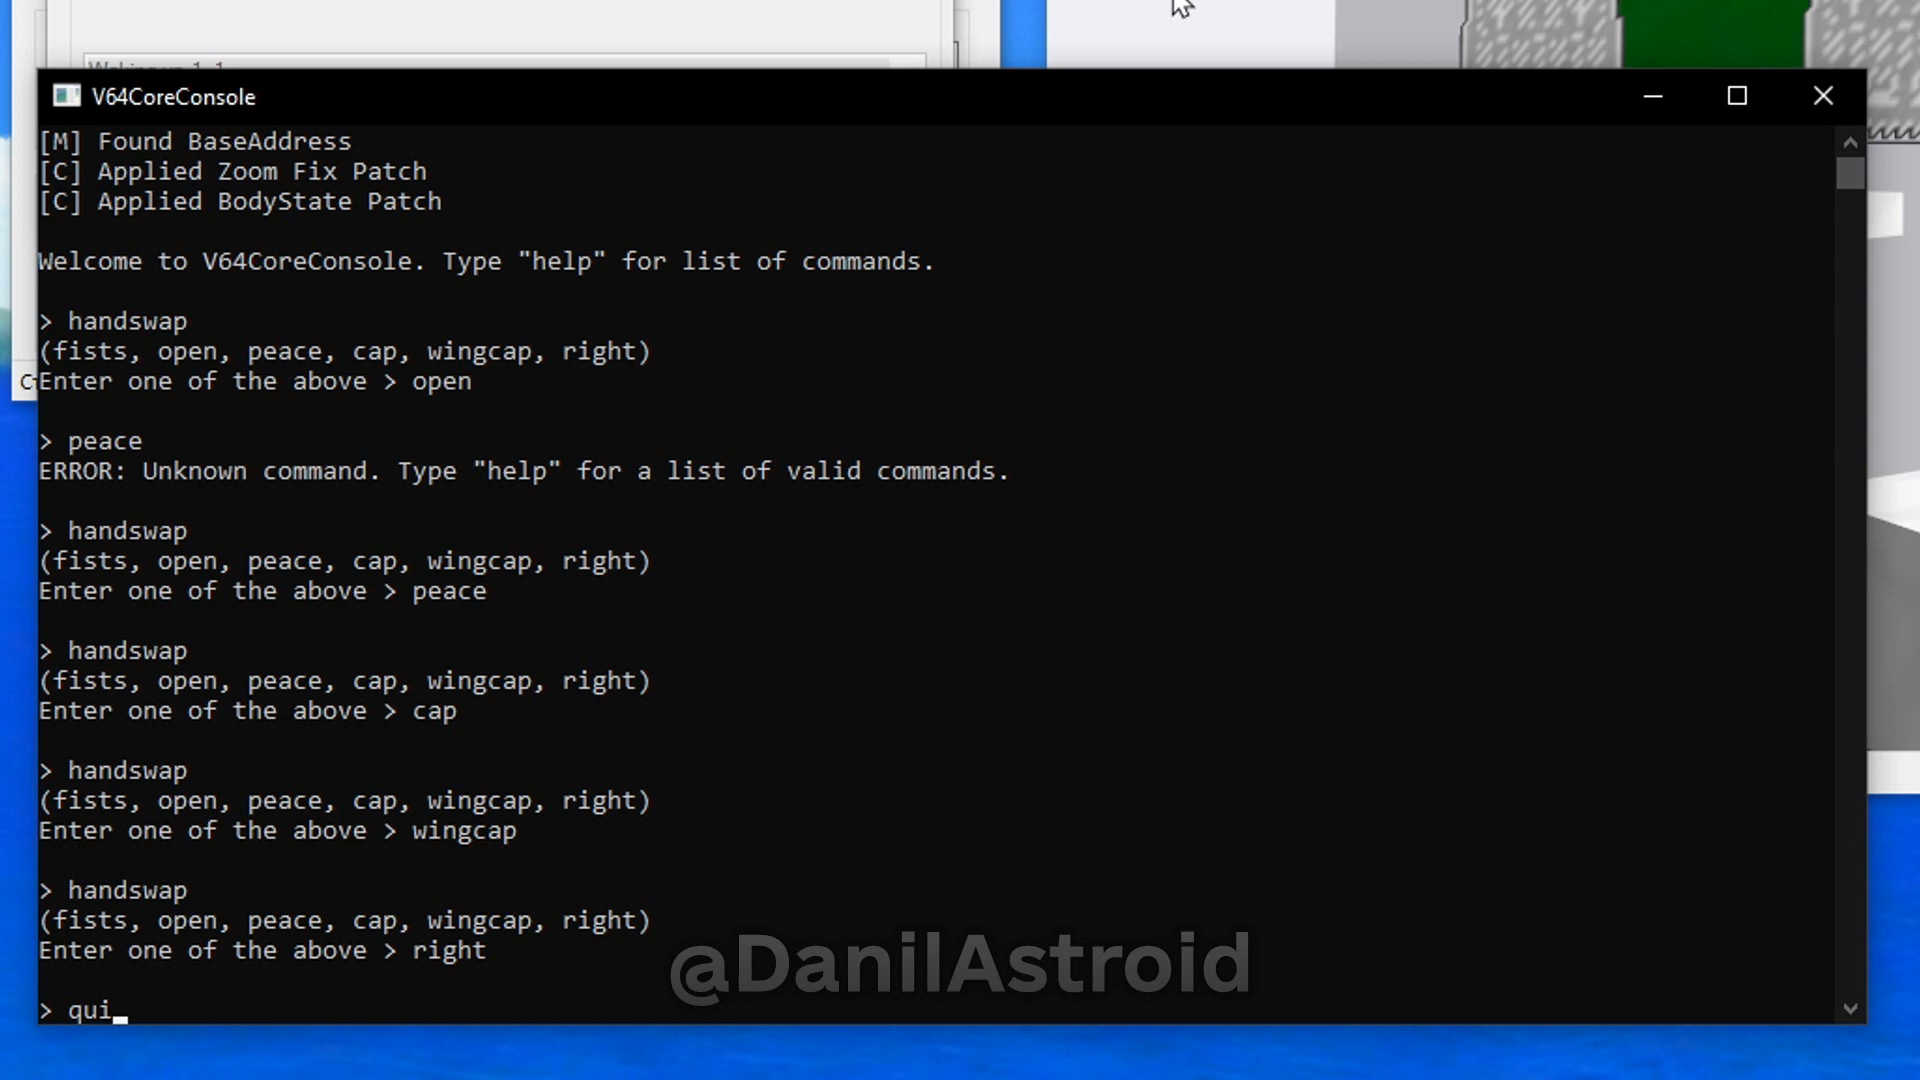 V64CoreConsole
[M] Found BaseAddress
[C] Applied Zoom Fix Patch
[C] Applied BodyState Patch
Welcome to V64CoreConsole. Type "help" for list of commands.
> handswap
(fists, open, peace, cap, wingcap, right)
Enter one of the above > open
> peace
ERROR: Unknown command. Type "help" for a list of valid commands.
> handswap
(fists, open, peace, cap, wingcap, right)
Enter one of the above > peace
> handswap
(fists, open, peace, cap, wingcap, right)
Enter one of the above > cap
> handswap
(fists, open, peace, cap, wingcap, right)
Enter one of the above > wingcap
> handswap
(fists, open, peace, cap, wingcap, right)
Enter one of the above > right
@DanilAstroid
> qui